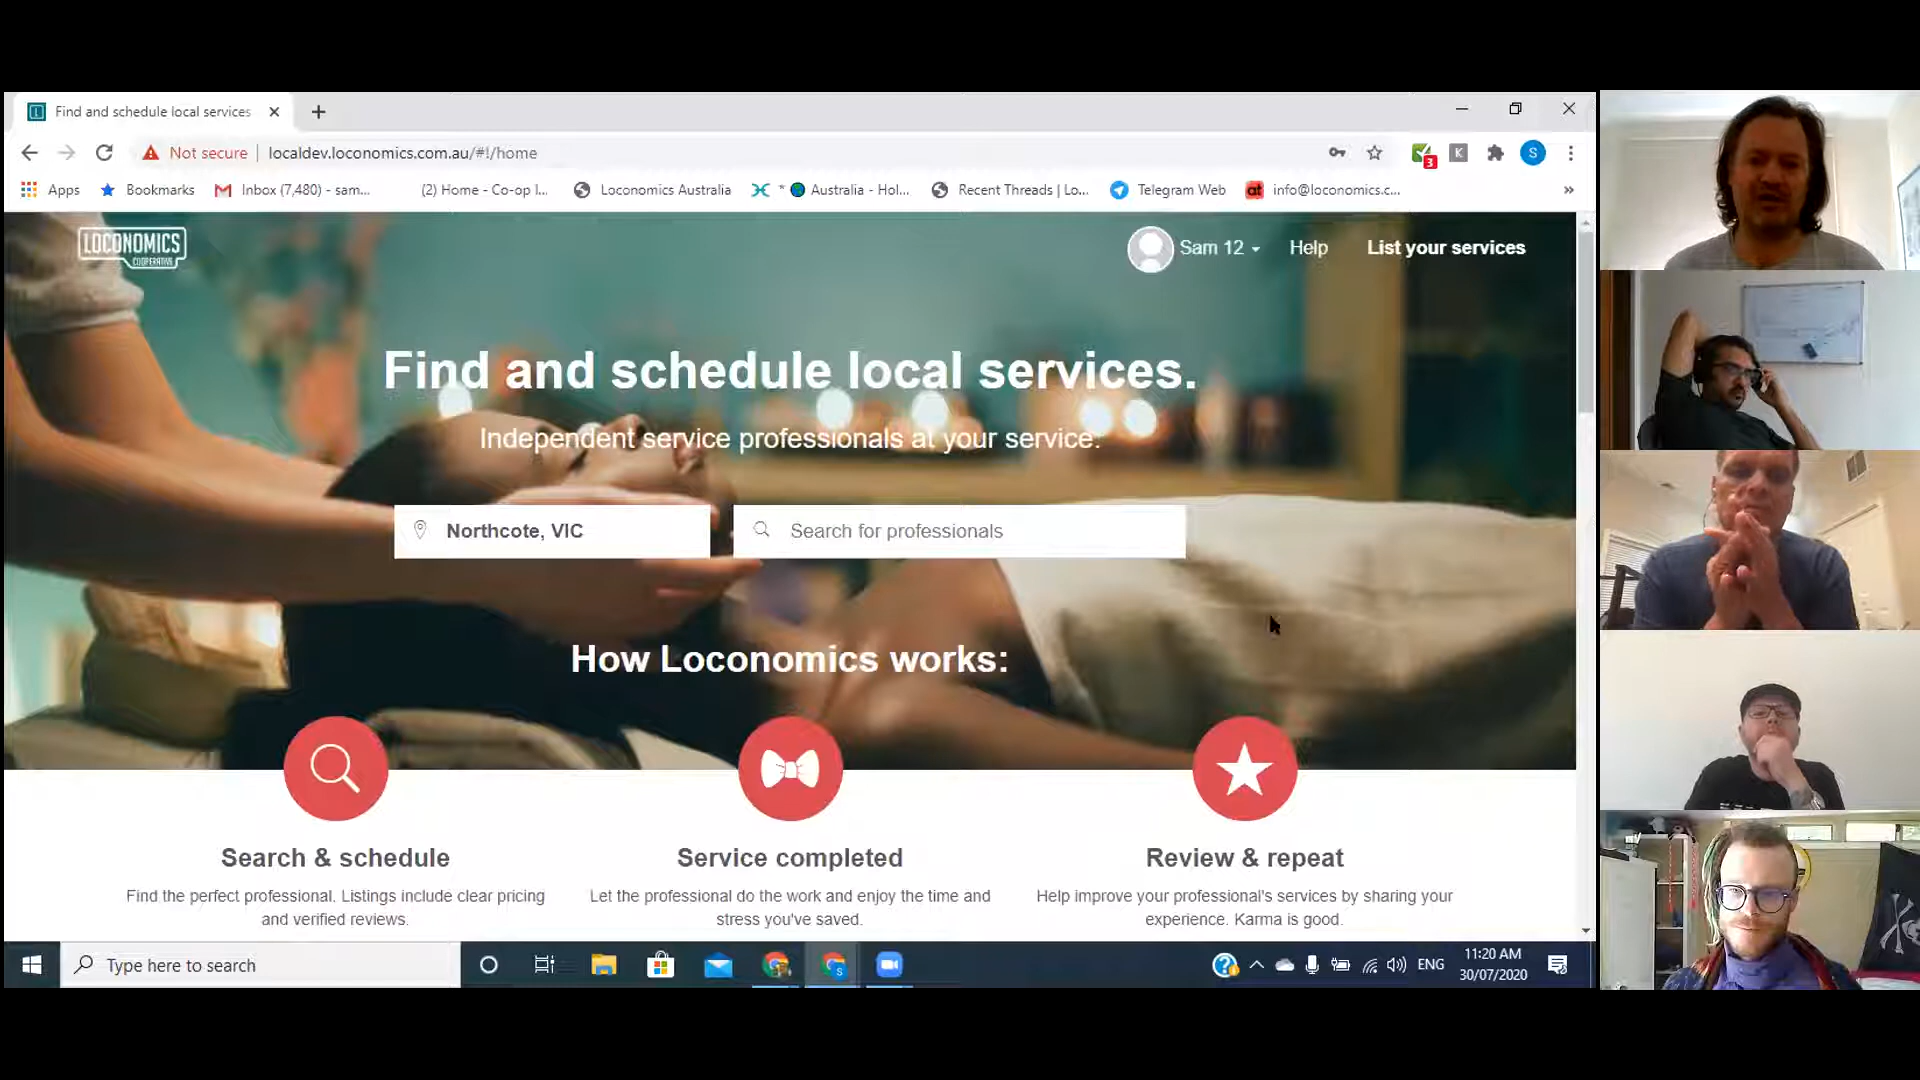 Find and schedule local services
Not secure
localdev.loconomics.com.au/#!/home
3
K
S
Apps
Bookmarks
Inbox (7,480) - sam...
(2) Home - Co-op I...
Loconomics Australia
* Australia - Hol...
Recent Threads | Lo...
Telegram Web
at
info@loconomics.c...
»
LOCONOMICS
COOPERATIVE
Sam 12
Help
List your services
Find and schedule local services.
Independent service professionals at your service.
Northcote, VIC
Search for professionals
How Loconomics works:
Search & schedule
Find the perfect professional. Listings include clear pricing
and verified reviews.
Service completed
Let the professional do the work and enjoy the time and
stress you've saved.
Review & repeat
Help improve your professional's services by sharing your
experience. Karma is good.
Type here to search
S
ENG
11:20 AM
30/07/2020